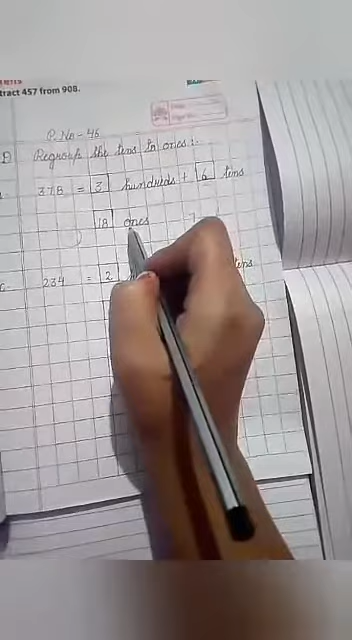 tract 457 from 908.
P.No-46
D Regroup the tens to ones:-
378 = 3 hundreds + 6 tens
18 ones
234 = 2
tens